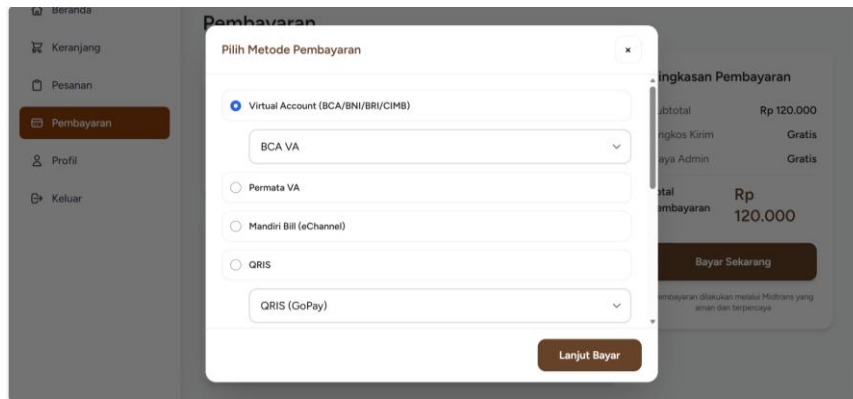 Beranda
Keranjang
Pesanan
Pembayaran
Profil
Keluar
Pembayaran
Pilih Metode Pembayaran
×
Virtual Account (BCA/BNI/BRI/CIMB)
BCA VA
Permata VA
Mandiri Bill (eChannel)
QRIS
QRIS (GoPay)
Lanjut Bayar
ingkasan Pembayaran
ubtotal Rp 120.000
ngkos Kirim Gratis
aya Admin Gratis
otal
embayaran
Rp
120.000
Bayar Sekarang
embayaran dilakukan melalui Midtrans yang
aman dan terpercaya